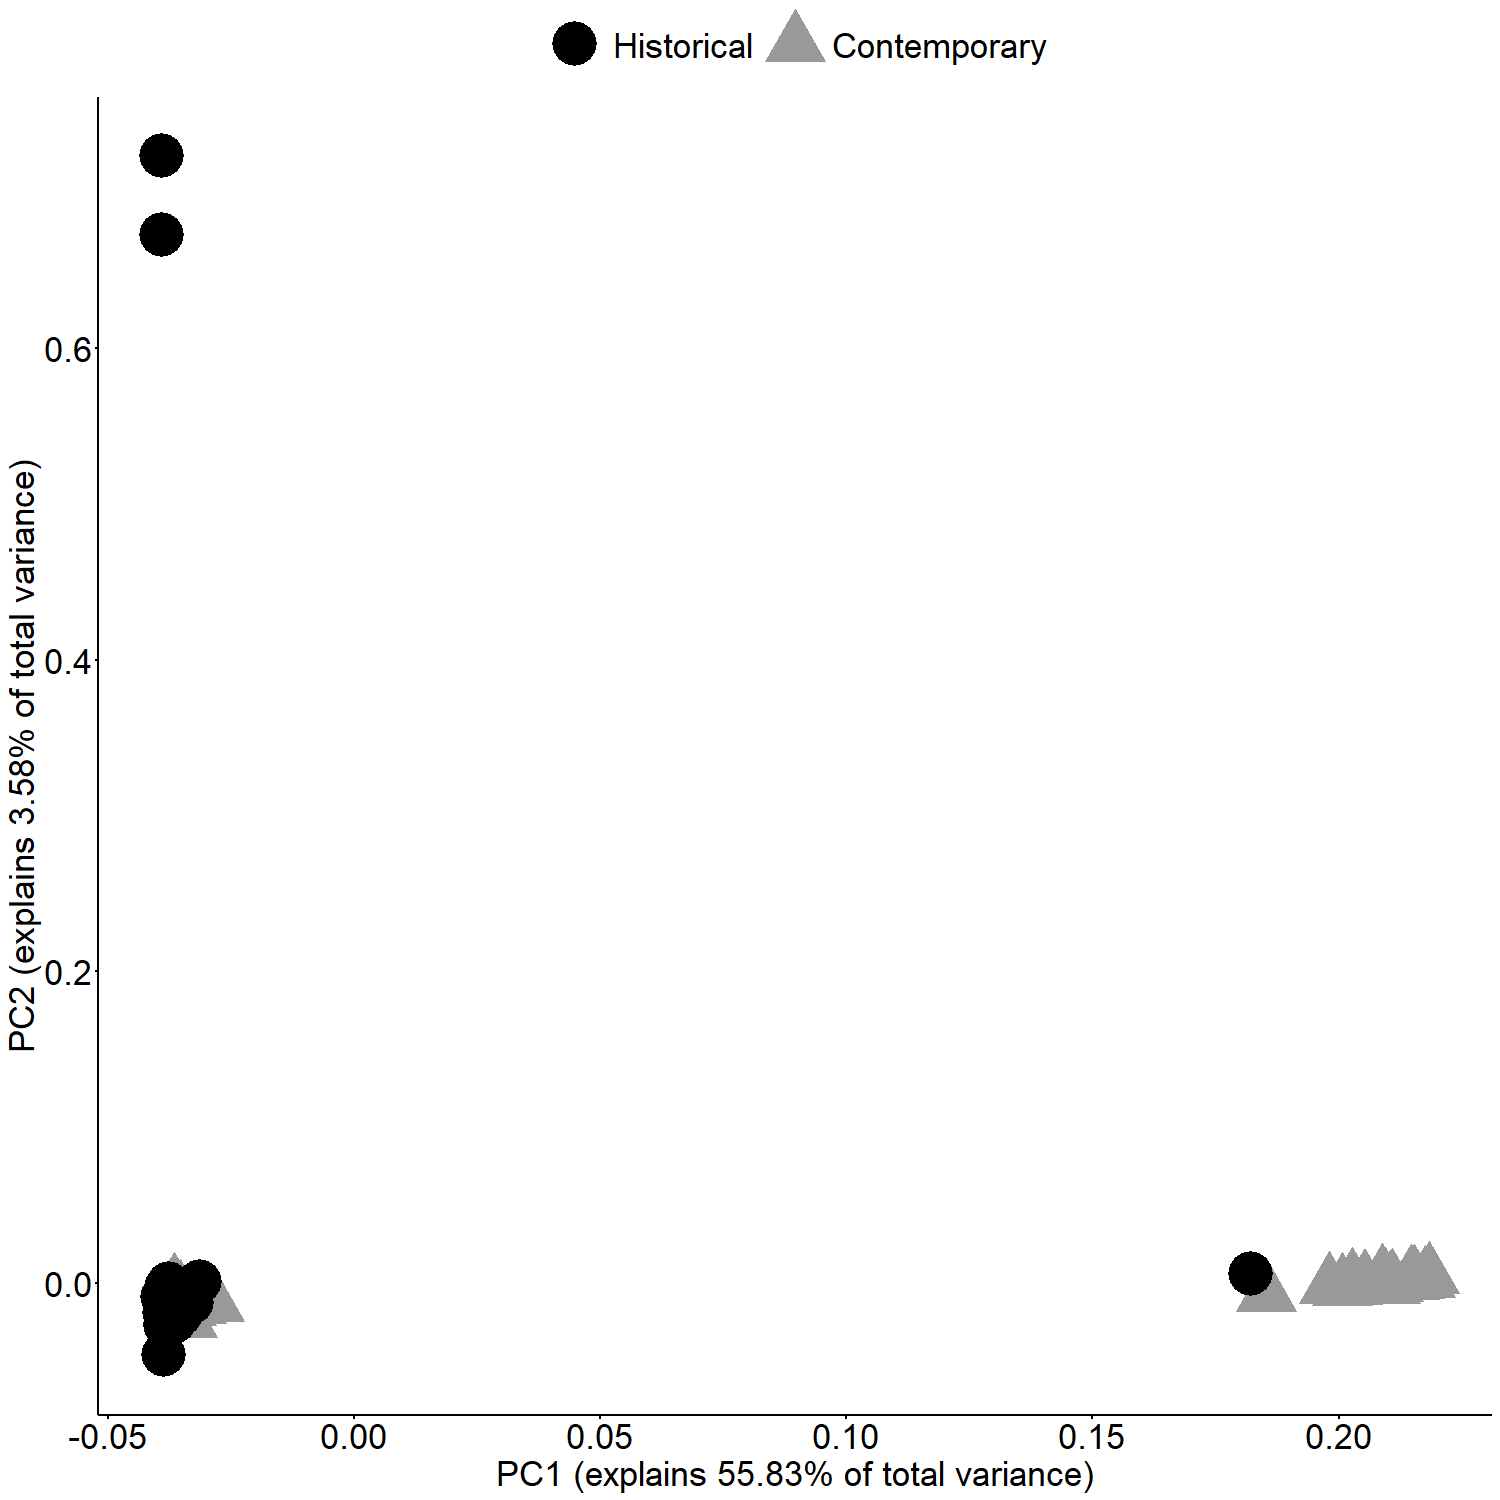 Historical Contemporary
PC2 (explains 3.58% of total variance)
0.6
0.4
0.2
0.0
-0.05 0.00 0.05 0.10 0.15 0.20
PC1 (explains 55.83% of total variance)